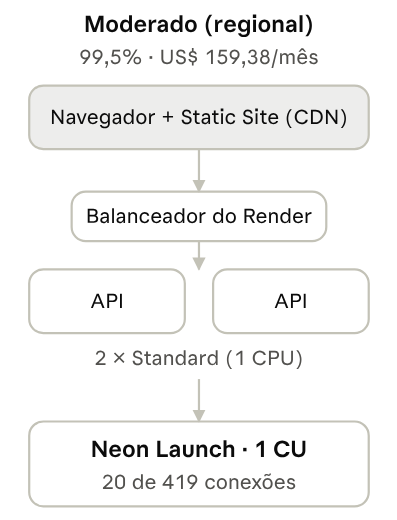 Moderado (regional)
99,5% · US$ 159,38/mês
Navegador + Static Site (CDN)
Balanceador do Render
API
API
2 × Standard (1 CPU)
Neon Launch · 1 CU
20 de 419 conexões